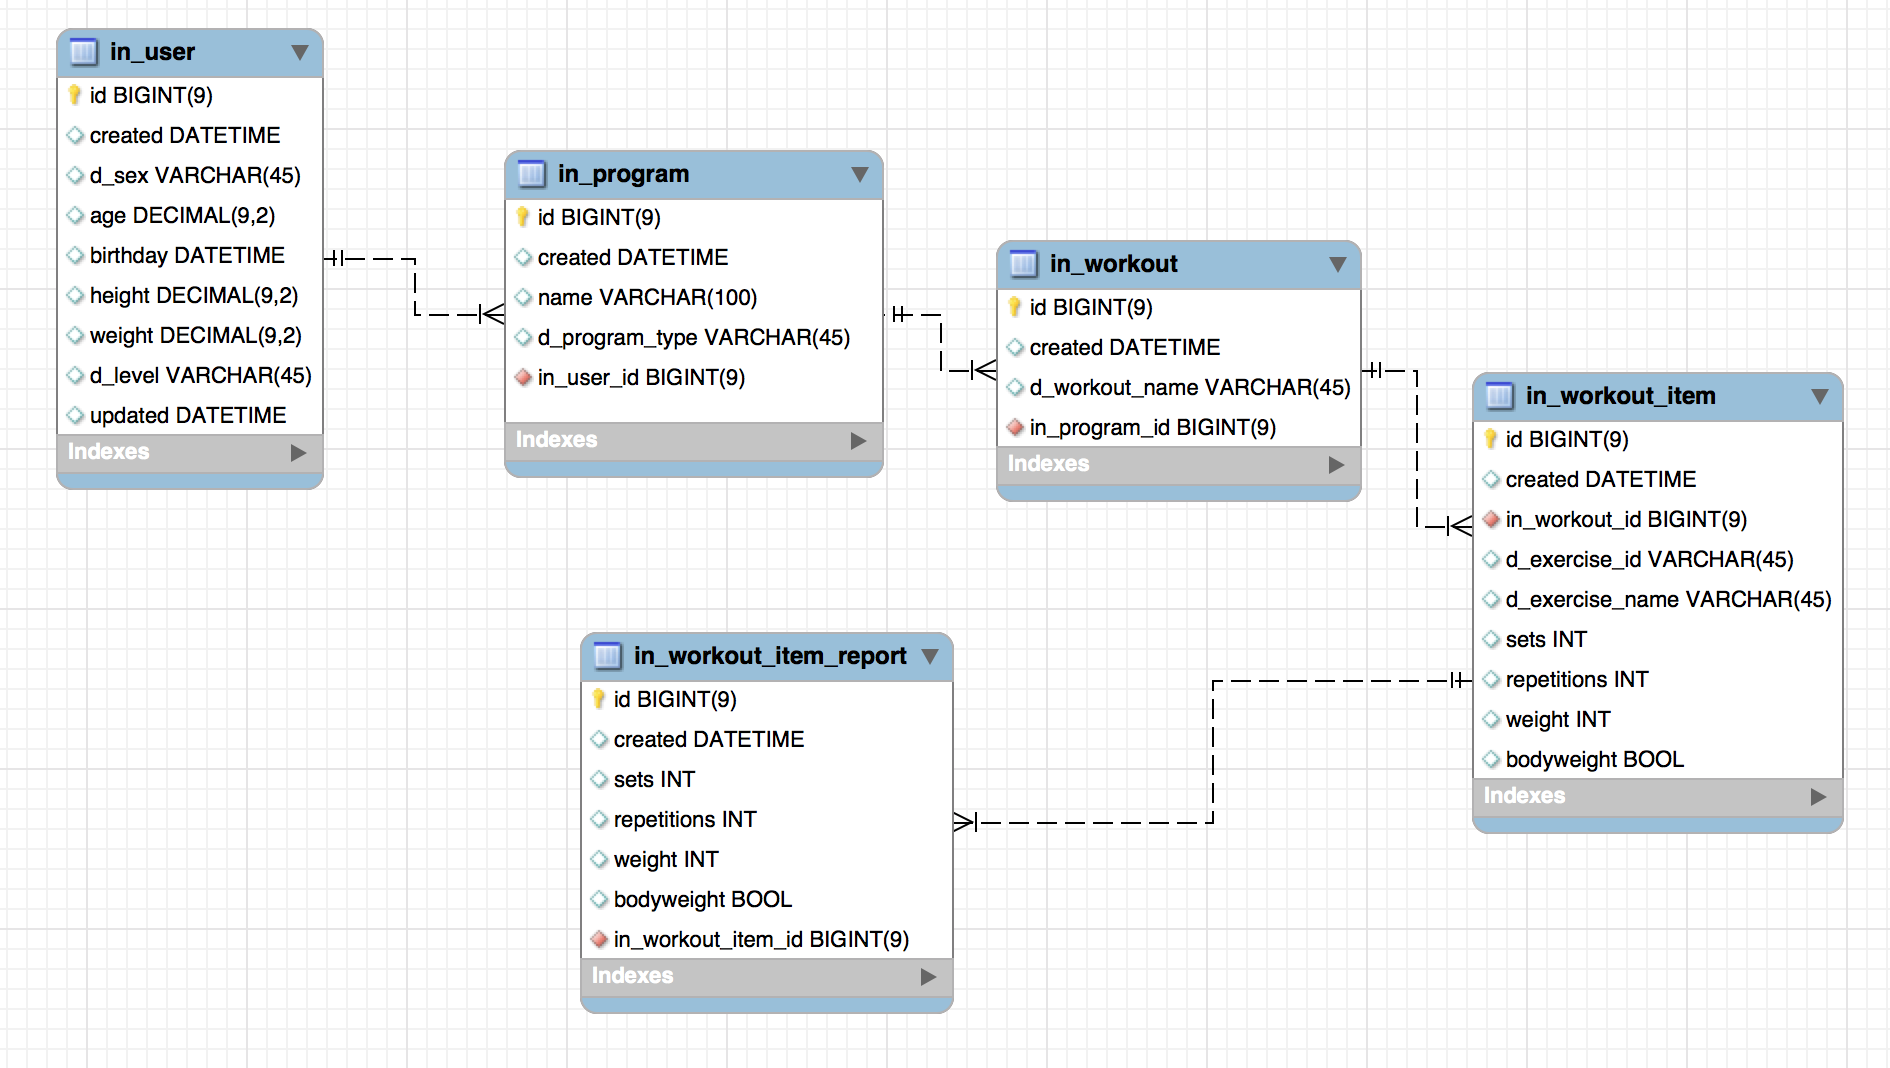 in_user
id BIGINT(9)
created DATETIME
d_sex VARCHAR(45)
age DECIMAL(9,2)
birthday DATETIME
height DECIMAL(9,2)
weight DECIMAL(9,2)
d_level VARCHAR(45)
updated DATETIME
Indexes
in_program
id BIGINT(9)
created DATETIME
name VARCHAR(100)
d_program_type VARCHAR(45)
in_user_id BIGINT(9)
Indexes
in_workout
id BIGINT(9)
created DATETIME
d_workout_name VARCHAR(45)
in_program_id BIGINT(9)
Indexes
in_workout_item
id BIGINT(9)
created DATETIME
in_workout_id BIGINT(9)
d_exercise_id VARCHAR(45)
d_exercise_name VARCHAR(45)
sets INT
repetitions INT
weight INT
bodyweight BOOL
Indexes
in_workout_item_report
id BIGINT(9)
created DATETIME
sets INT
repetitions INT
weight INT
bodyweight BOOL
in_workout_item_id BIGINT(9)
Indexes